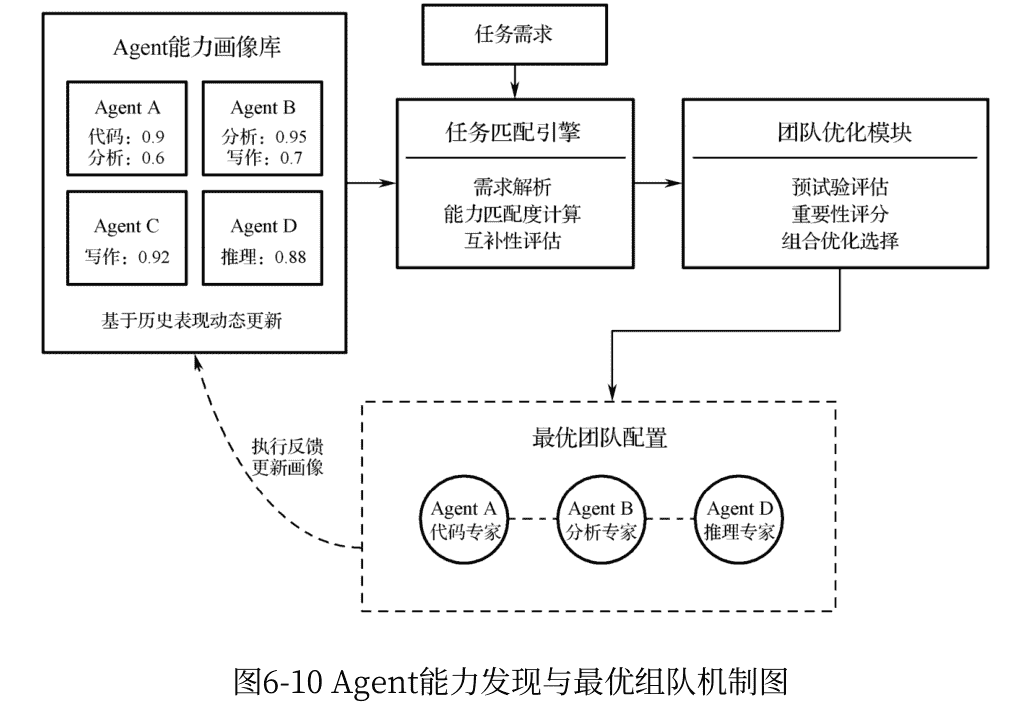 Agent能力画像库
Agent A
代码：0.9
分析：0.6
Agent B
分析：0.95
写作：0.7
Agent C
写作：0.92
Agent D
推理：0.88
基于历史表现动态更新
任务需求
任务匹配引擎
需求解析
能力匹配度计算
互补性评估
团队优化模块
预试验评估
重要性评分
组合优化选择
执行反馈
更新画像
最优团队配置
Agent A
代码专家
Agent B
分析专家
Agent D
推理专家
图6-10 Agent能力发现与最优组队机制图